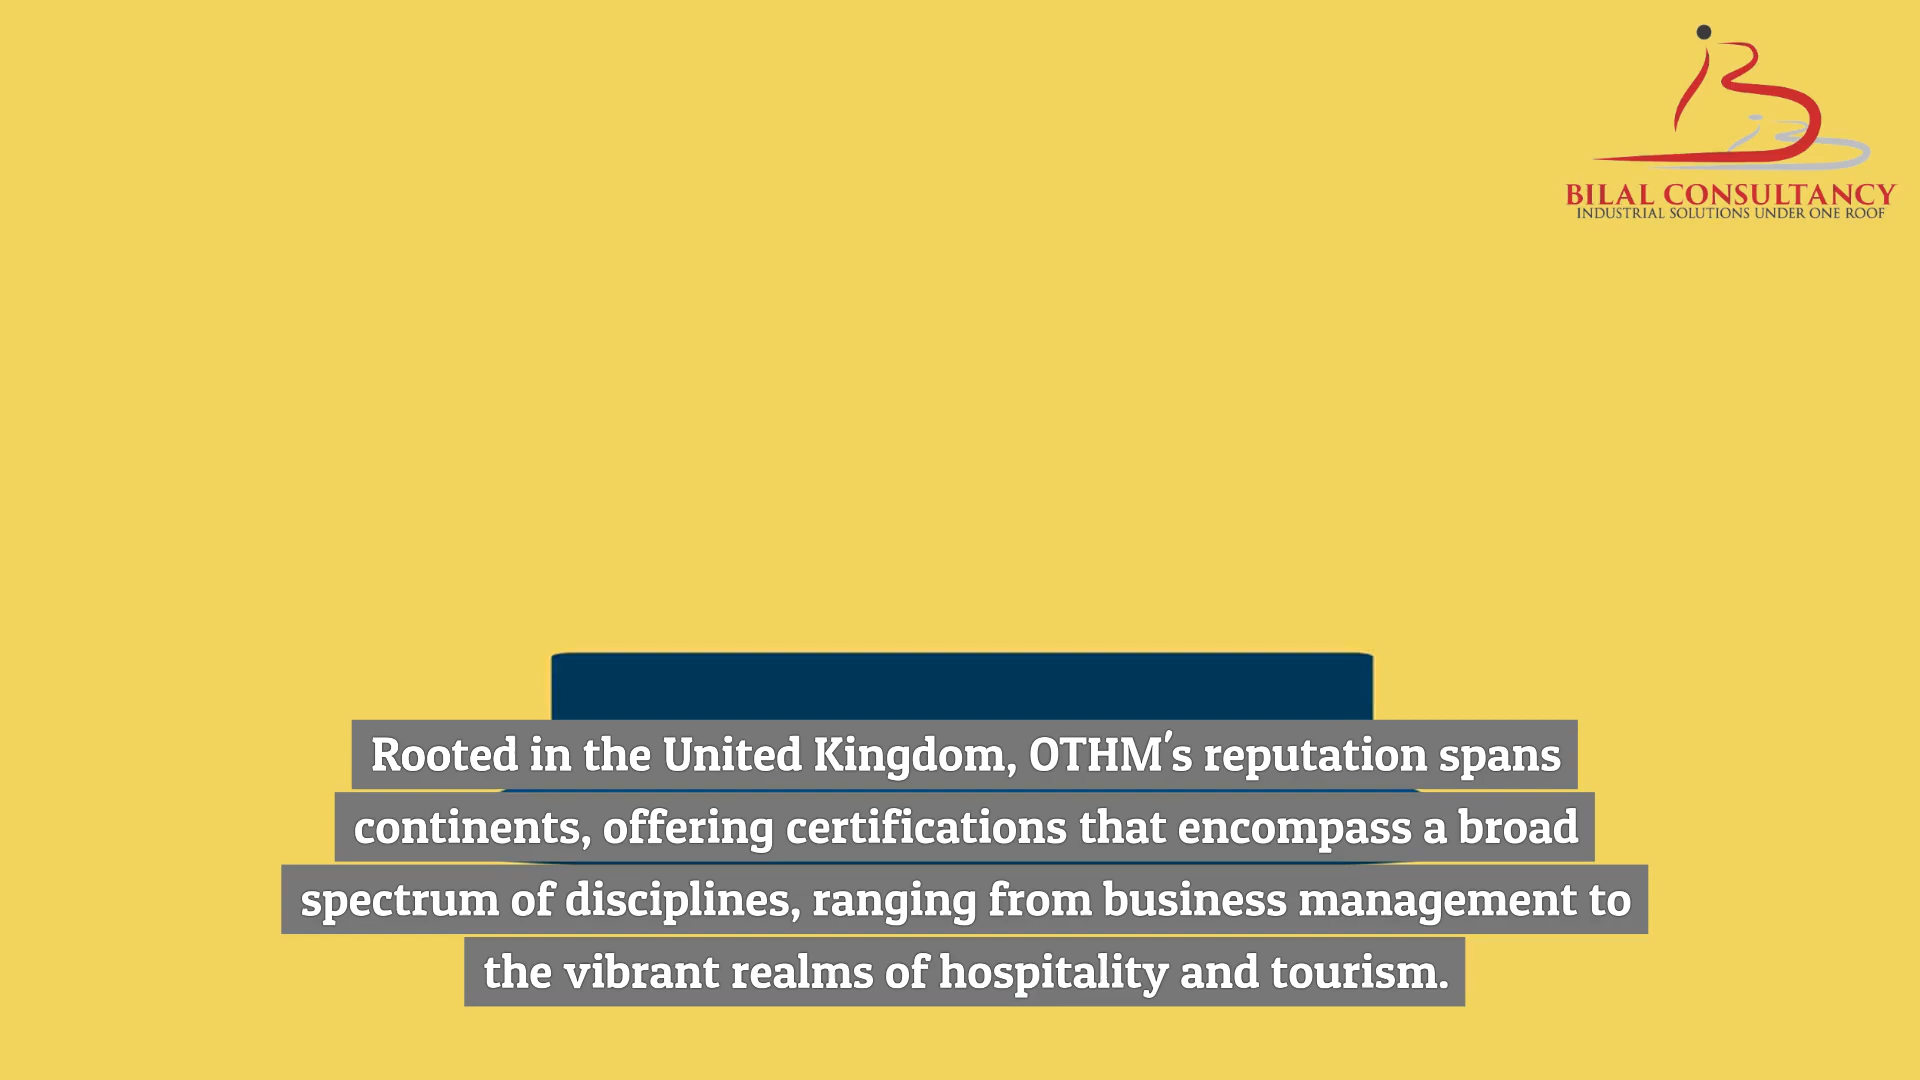 BILAL CONSULTANCY
INDUSTRIAL SOLUTIONS UNDER ONE ROOF
Rooted in the United Kingdom, OTHM's reputation spans
continents, offering certifications that encompass a broad
spectrum of disciplines, ranging from business management to
the vibrant realms of hospitality and tourism.